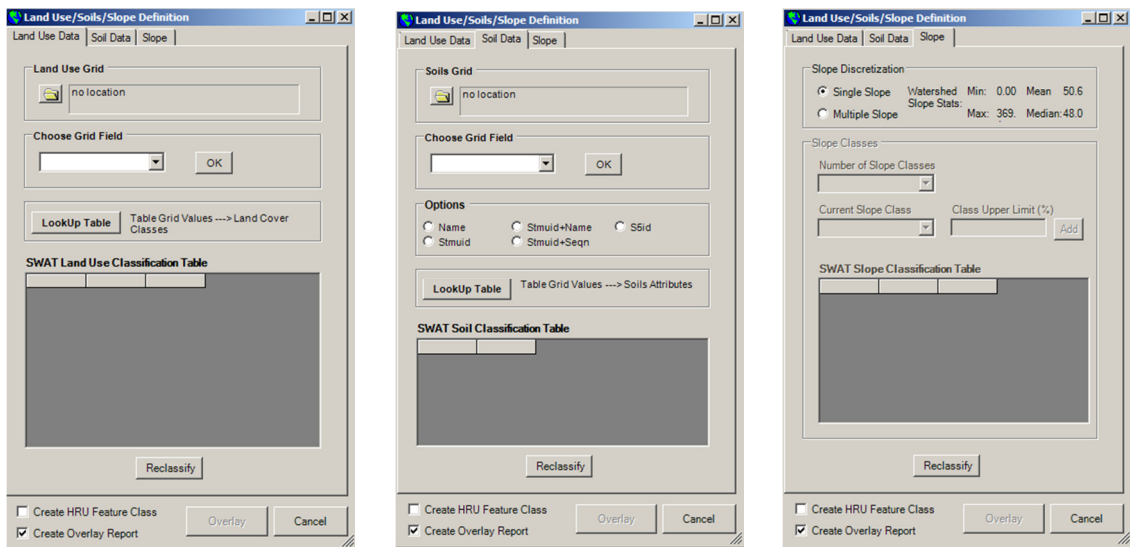 Land Use/Soils/Slope Definition
Land Use Data Soil Data Slope
Land Use Grid
no location
Choose Grid Field
OK
LookUp Table
Table Grid Values ---> Land Cover
Classes
SWAT Land Use Classification Table
Reclassify
Create HRU Feature Class
Create Overlay Report
Overlay
Cancel
Land Use/Soils/Slope Definition
Land Use Data Soil Data Slope
Soils Grid
no location
Choose Grid Field
OK
Options
Name Stmuid+Name S5id
Stmuid Stmuid+Seqn
LookUp Table
Table Grid Values ---> Soils Attributes
SWAT Soil Classification Table
Reclassify
Create HRU Feature Class
Create Overlay Report
Overlay
Cancel
Land Use/Soils/Slope Definition
Land Use Data Soil Data Slope
Slope Discretization
Single Slope
Multiple Slope
Watershed
Slope Stats:
Min: 0.00 Mean 50.6
Max: 369. Median: 48.0
Slope Classes
Number of Slope Classes
Current Slope Class
Class Upper Limit (%)
Add
SWAT Slope Classification Table
Reclassify
Create HRU Feature Class
Create Overlay Report
Overlay
Cancel